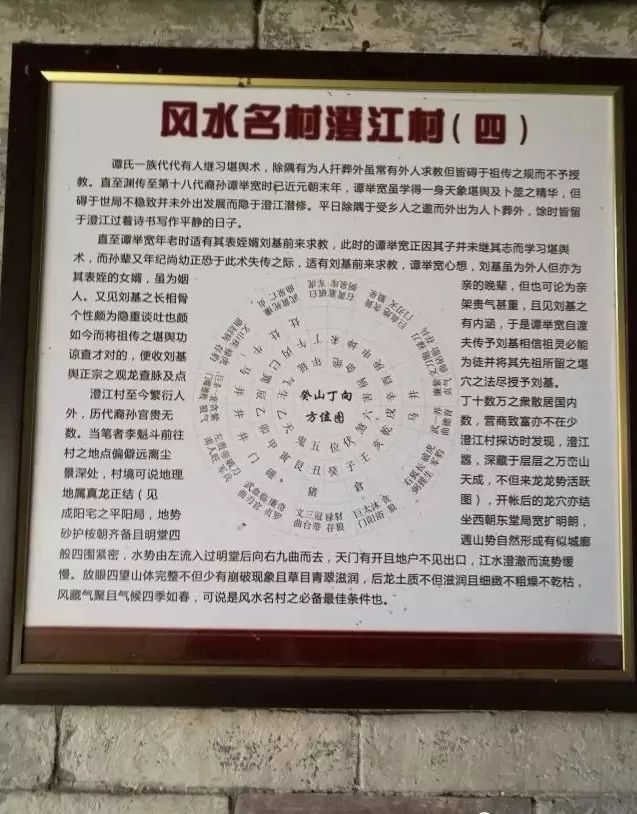 风水名村澄江村（四）
谭氏一族代代有人继习堪舆术，除隅有为人扦葬外虽常有外人求教但皆碍于祖传之规而不予授
教。直至渊传至第十八代裔孙谭举宽时已近元朝末年，谭举宽虽学得一身天象堪舆及卜筮之精华，但
碍于世局不稳致并未外出发展而隐于澄江潜修。平日除隅于受乡人之邀而外出为人卜葬外，馀时皆留
于澄江过着诗书写作平静的日子。
直至谭举宽年老时适有其表姪婿刘基前来求教，此时的谭举宽正因其子并未继其志而学习堪舆
术，而孙辈又年纪尚幼正恐于此术失传之际，适有刘基前来求教，谭举宽心想，刘基虽为外人但亦为
其表姪的女婿，虽为姻亲的晚辈，但也可论为亲
人。又见刘基之长相骨架贵气甚重，且见刘基之
个性颇为隐重谈吐也颇有内涵，于是谭举宽自渡
如今而将祖传之堪舆功夫传予刘基相信祖灵必能
谅直才对的，便收刘基为徒并将其先祖所留之堪
舆正宗之观龙查脉及点穴之法尽授予刘基。
澄江村至今繁衍人丁十数万之衆散居国内
外，历代裔孙官贵无数，营商致富亦不在少
数。当笔者李魁斗前往澄江村探访时发现，澄江
村之地点偏僻远离尘嚣，深藏于层层之万峦山
景深处，村境可说地理天成，不但来龙龙势活跃
地属真龙正结（见图），开帐后的龙穴亦结
成阳宅之平阳局，地势坐西朝东堂局宽扩明朗，
砂护桉朝齐备且明堂四週山势自然形成有似城廊
般四围紧密，水势由左流入过明堂后向右九曲而去，天门有开且地户不见出口，江水澄澈而流势缓
慢。放眼四望山体完整不但少有崩破现象且草目青翠滋润，后龙土质不但滋润且细緻不粗燥不乾枯，
风藏气聚且气候四季如春，可说是风水名村之必备最佳条件也。
癸山丁向
方位图